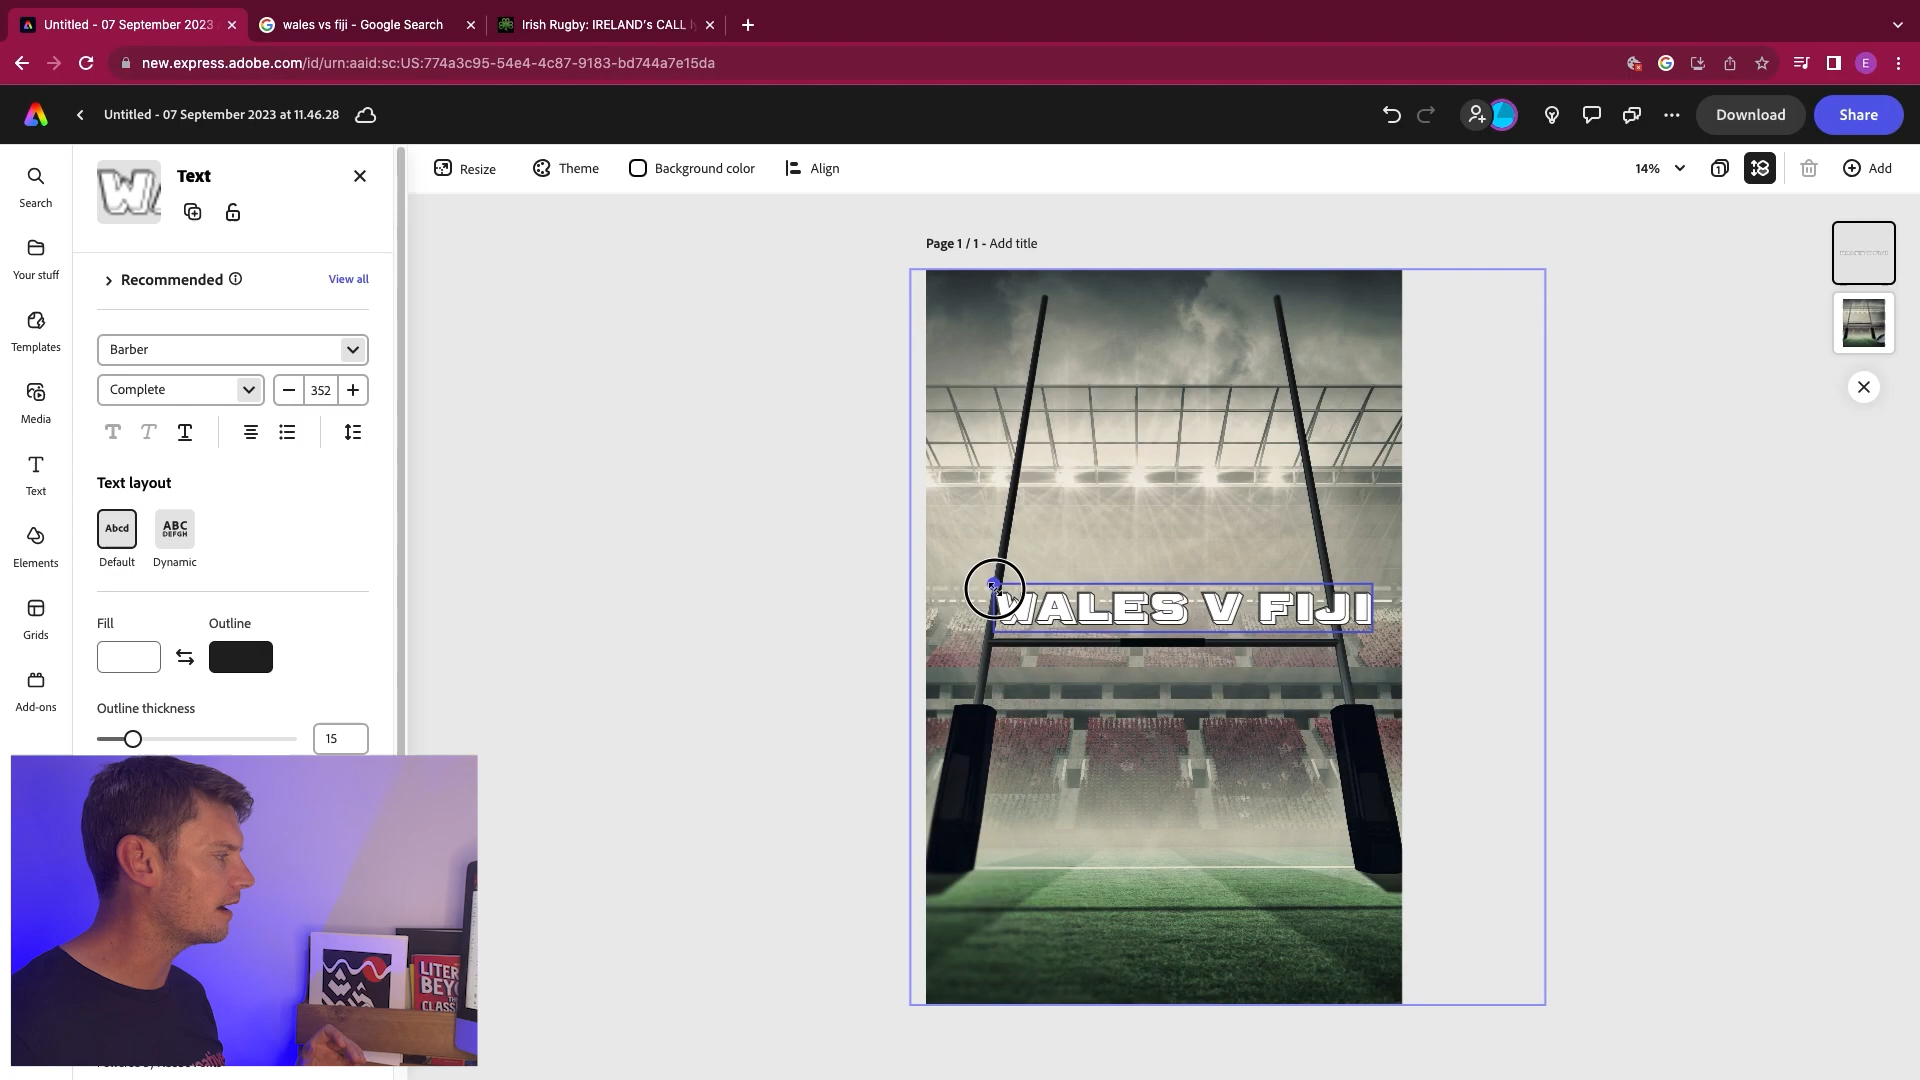 Untitled - 07 September 2023
wales vs fiji - Google Search
Irish Rugby: IRELAND's CALL
new.express.adobe.com/id/urn:aaid:sc:US:774a3c95-54e4-4c87-9183-bd744a7e15da
E
Untitled - 07 September 2023 at 11.46.28
Download
Share
Search
Your stuff
Templates
Media
Text
Elements
Grids
Add-ons
Text
Recommended
View all
Barber
Complete
352
Text layout
Abcd
ABC
DEFGH
Default
Dynamic
Fill
Outline
Outline thickness
15
Resize
Theme
Background color
Align
14%
1
Add
Page 1 / 1 - Add title
WALES V FIJI